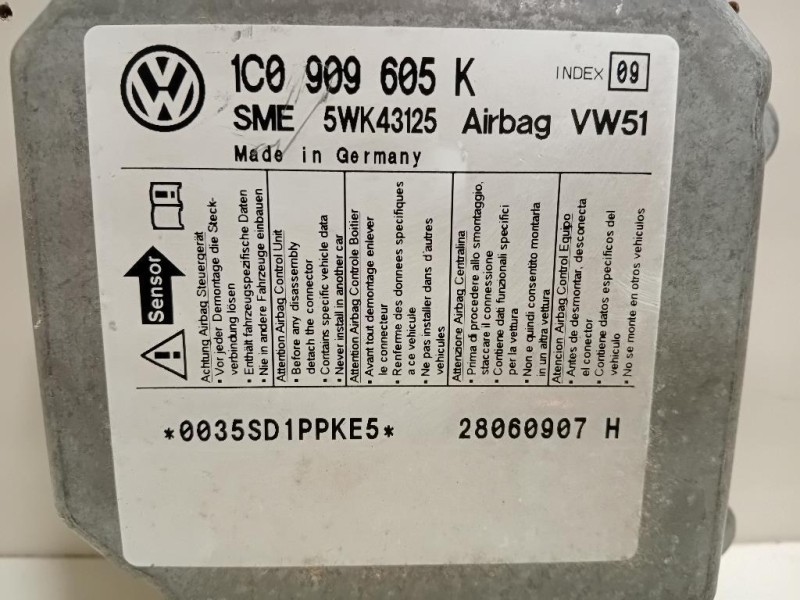 1C0 909 605 K
INDEX 09
SME 5WK43125 Airbag VW51
Made in Germany
Sensor
Achtung Airbag Steuergerät
• Vor jeder Demontage die Steck-
verbindung lösen
• Enthält fahrzeugspezifische Daten
• Nie in andere Fahrzeuge einbauen
Attention Airbag Control Unit
• Before any disassembly
detach the connector
• Contains specific vehicle data
• Never install in another car
Attention Airbag Controle Boitier
• Avant tout demontage enlever
le connecteur
• Renferme des donnees specifiques
a ce vehicule
• Ne pas installer dans d'autres
vehicules
Attenzione Airbag Centralina
• Prima di procedere allo smontaggio,
staccare il connessione
• Contiene dati funzionali specifici
per la vettura
• Non e quindi consentito montarla
in un altra vettura
Atencion Airbag Control Equipo
• Antes de desmontar, desconecta
el conector
• Contiene datos especificos del
vehiculo
• No se monte en otros vehiculos
*0035SD1PPKE5* 28060907 H